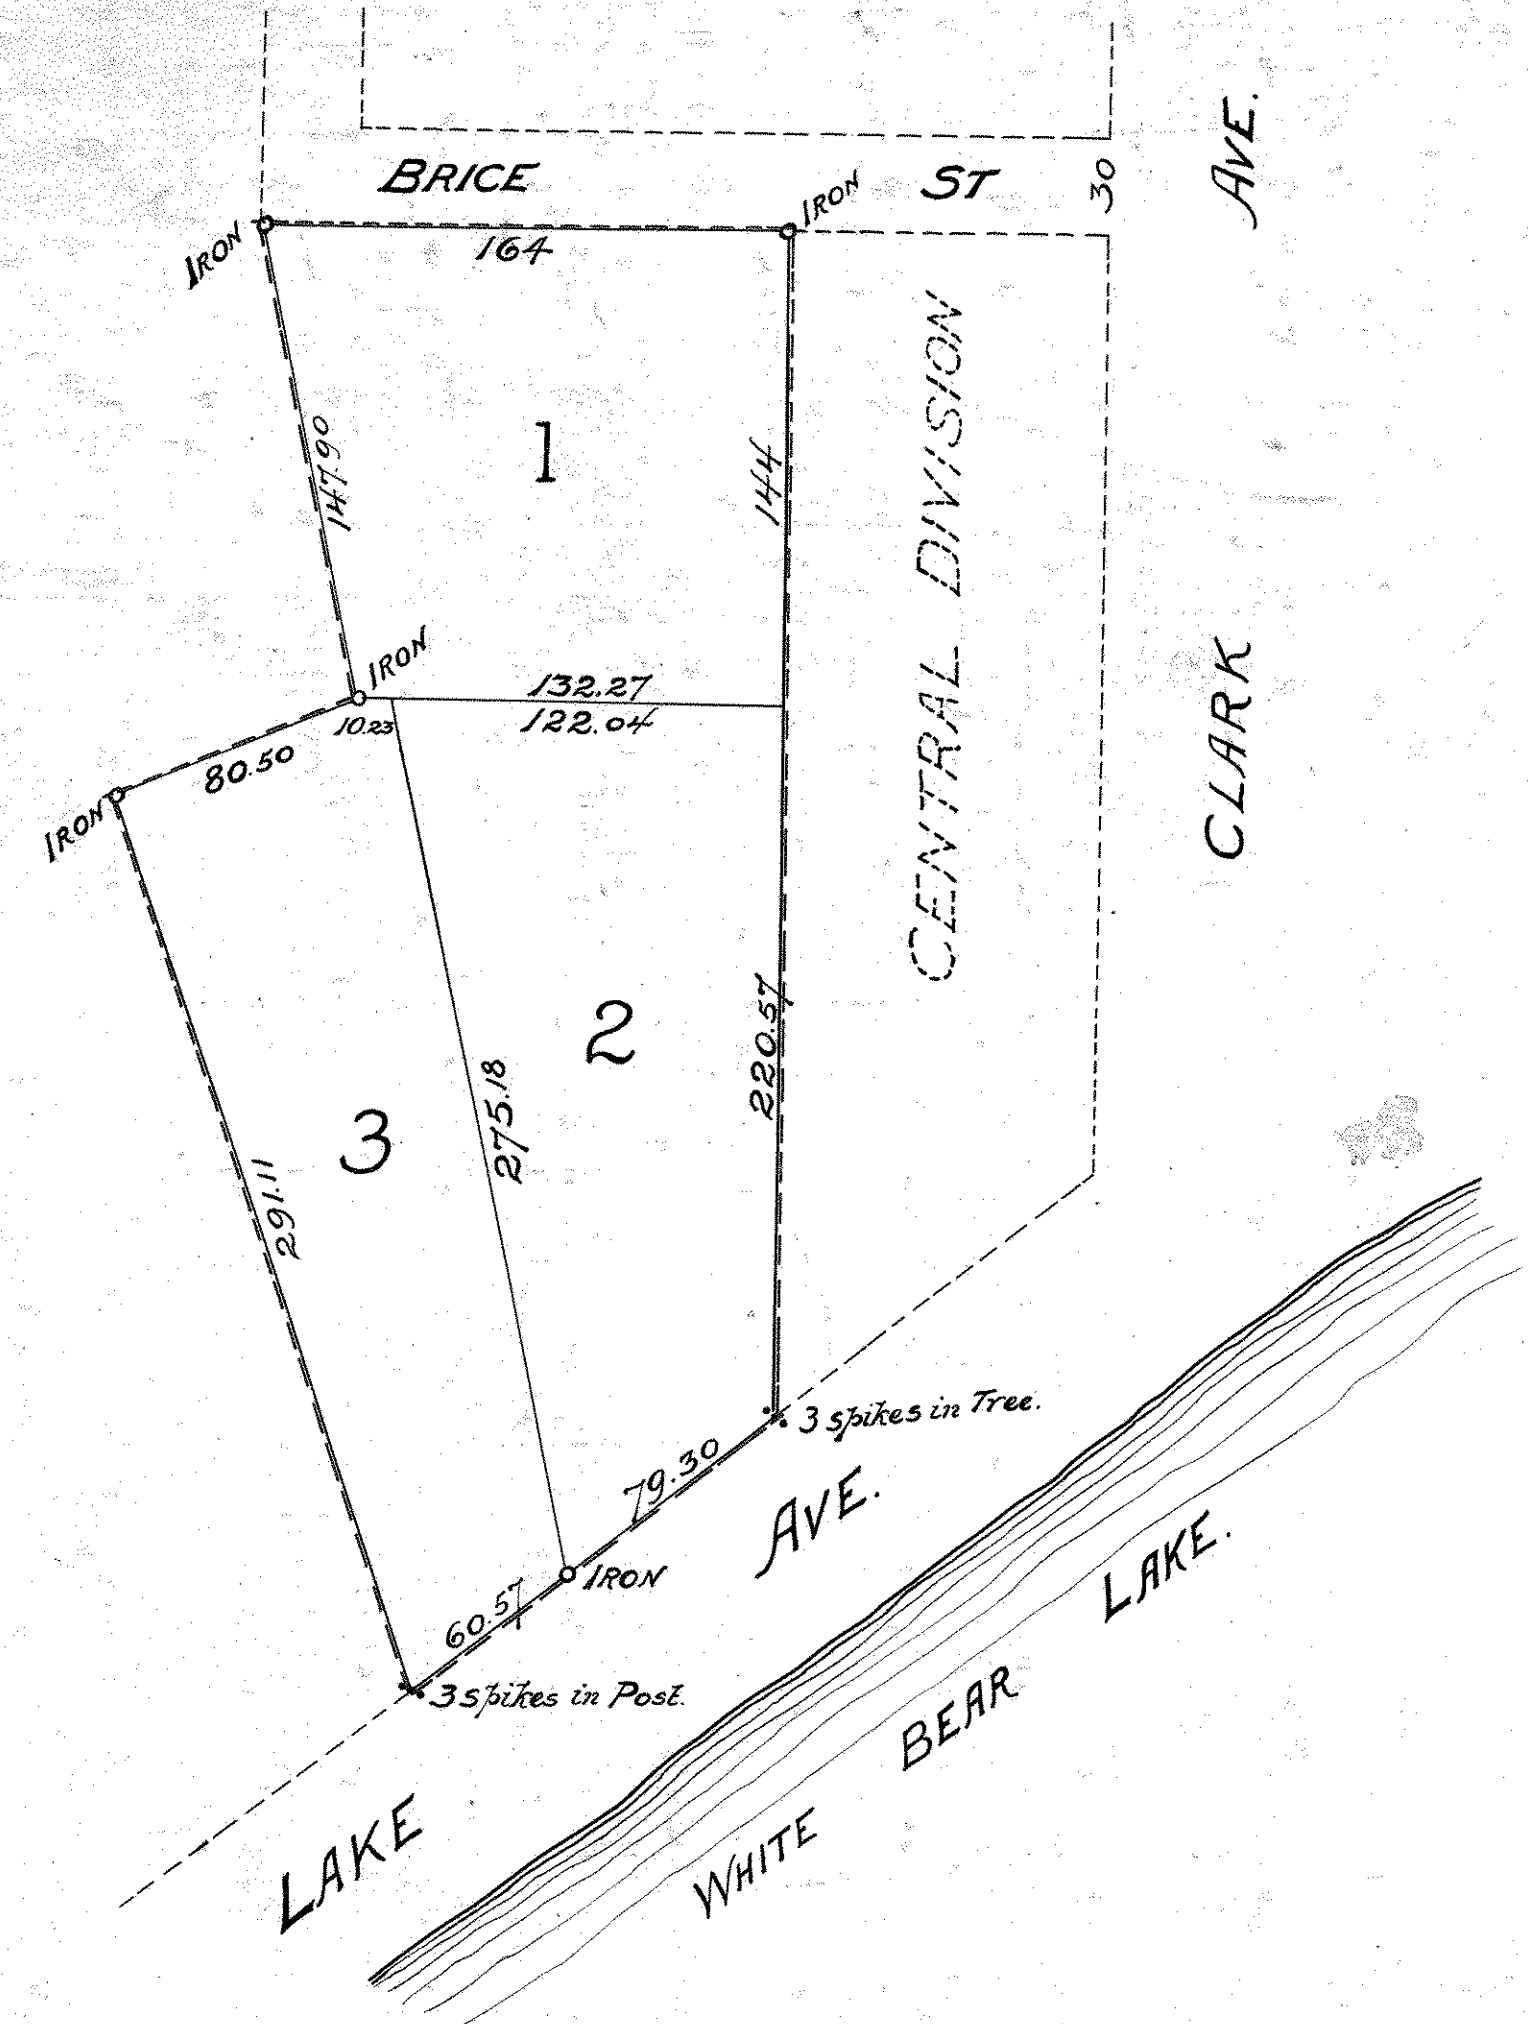 BRICE ST
30
AVE.
IRON
IRON
164
147.90
1
144
CENTRAL DIVISION
IRON
132.27
10.23
122.04
CLARK
80.50
IRON
2
220.57
275.18
3
291.11
3 spikes in Tree.
79.30
AVE.
IRON
60.57
3 spikes in Post.
LAKE
WHITE BEAR LAKE.